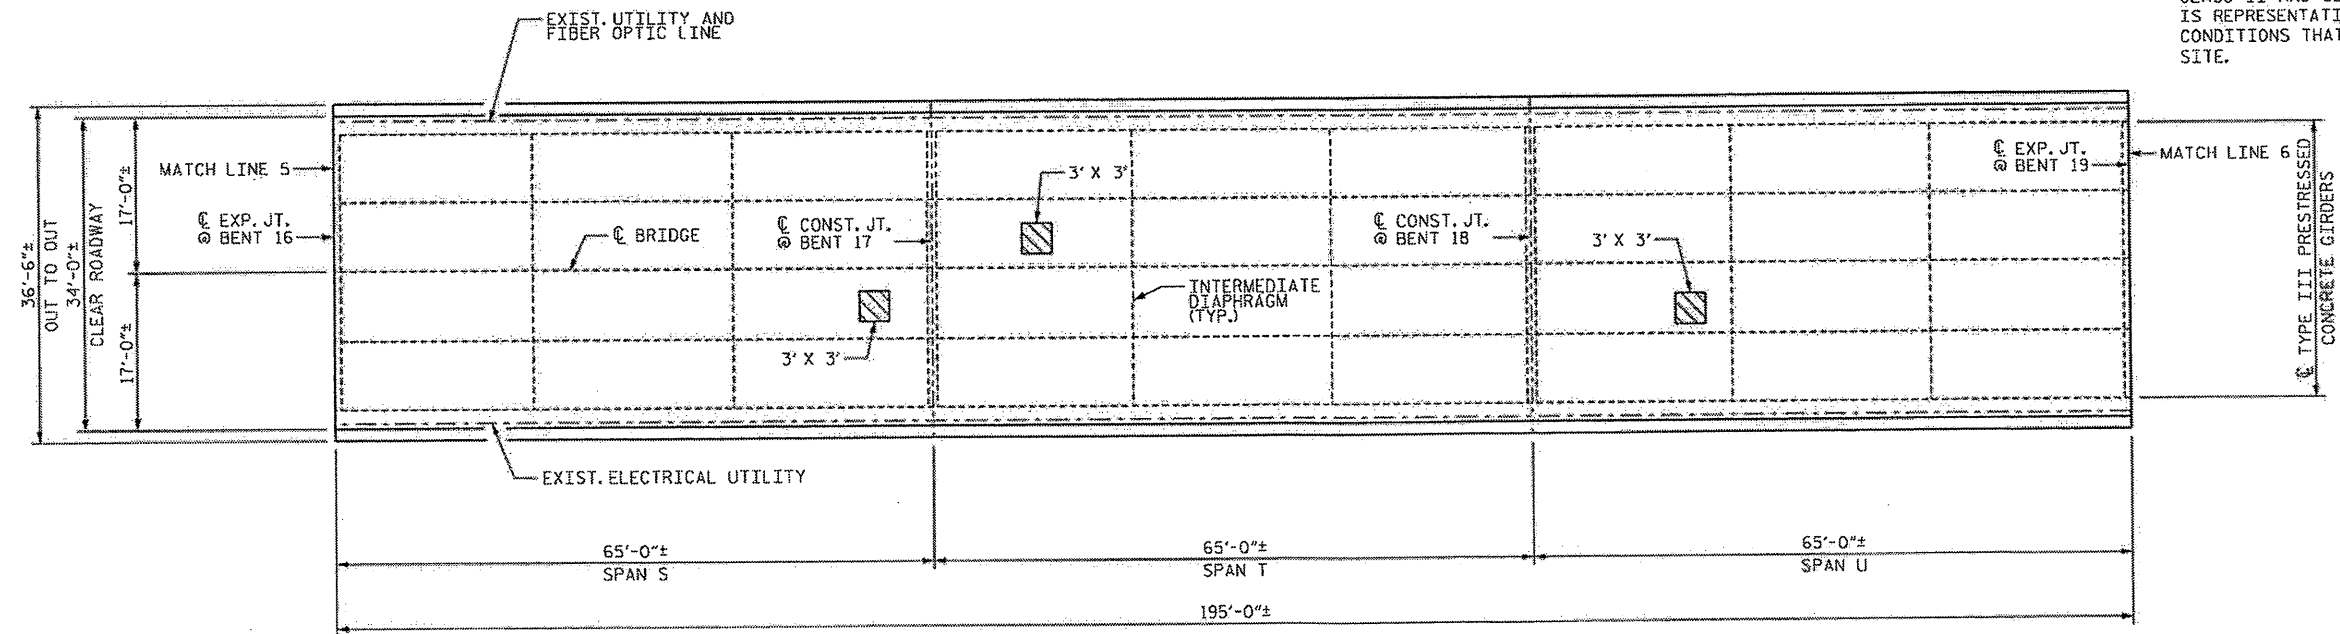 IS REPRESENTATI
CONDITIONS THAT
SITE.
EXIST. UTILITY AND
FIBER OPTIC LINE
MATCH LINE 5
℄ EXP. JT.
@ BENT 16
36'-6"±
OUT TO OUT
34'-0"±
CLEAR ROADWAY
17'-0"±
17'-0"±
℄ BRIDGE
℄ CONST. JT.
@ BENT 17
3' X 3'
3' X 3'
INTERMEDIATE
DIAPHRAGM
(TYP.)
℄ CONST. JT.
@ BENT 18
3' X 3'
℄ EXP. JT.
@ BENT 19
MATCH LINE 6
℄ TYPE III PRESTRESSED
CONCRETE GIRDERS
EXIST. ELECTRICAL UTILITY
65'-0"±
SPAN S
65'-0"±
SPAN T
65'-0"±
SPAN U
195'-0"±